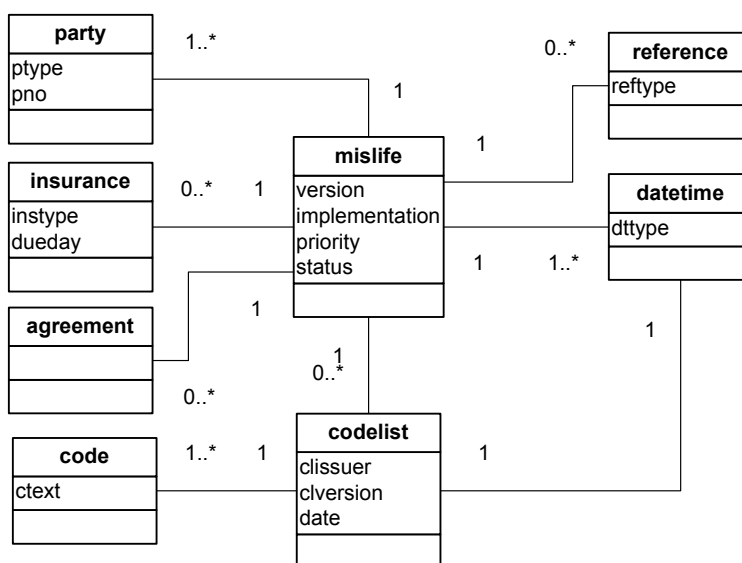 party
ptype
pno
1..*
1
0..*
reference
reftype
1
mislife
version
implementation
priority
status
insurance
instype
dueday
0..*
1
datetime
dttype
1
1..*
agreement
1
0..*
1
0..*
1
codelist
clissuer
clversion
date
code
ctext
1..*
1
1